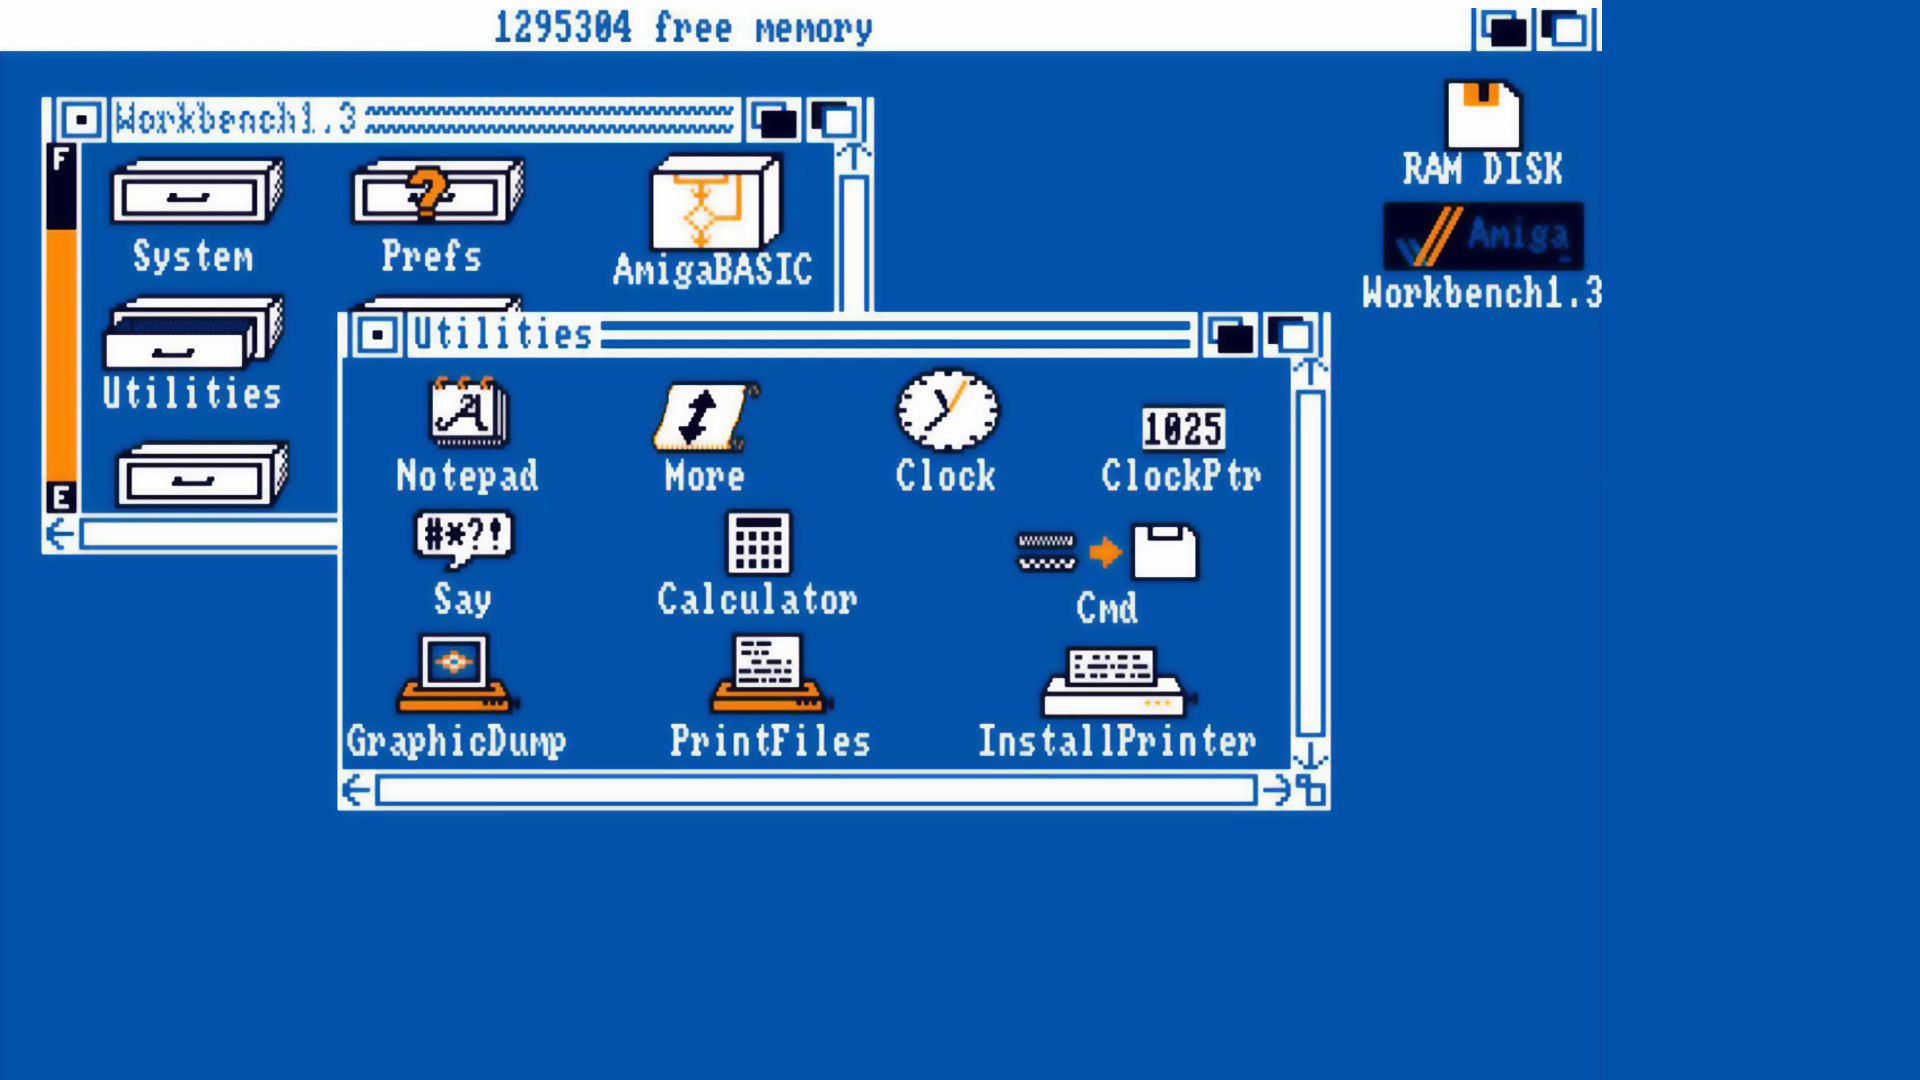 1295304 free memory
Workbench1.3
F
System
Prefs
AmigaBASIC
Utilities
E
Utilities
Notepad
More
Clock
1025
ClockPtr
#*?!
Say
Calculator
Cmd
GraphicDump
PrintFiles
InstallPrinter
RAM DISK
Amiga
Workbench1.3